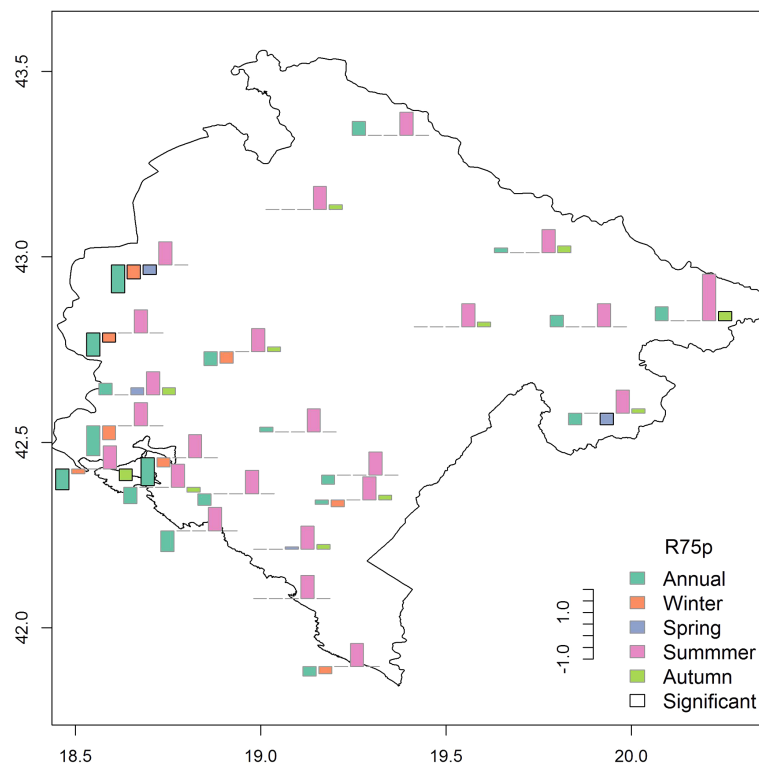 43.5
43.0
42.5
42.0
R75p
Annual
Winter
Spring
Summmer
Autumn
Significant
1.0
-1.0
18.5 19.0 19.5 20.0